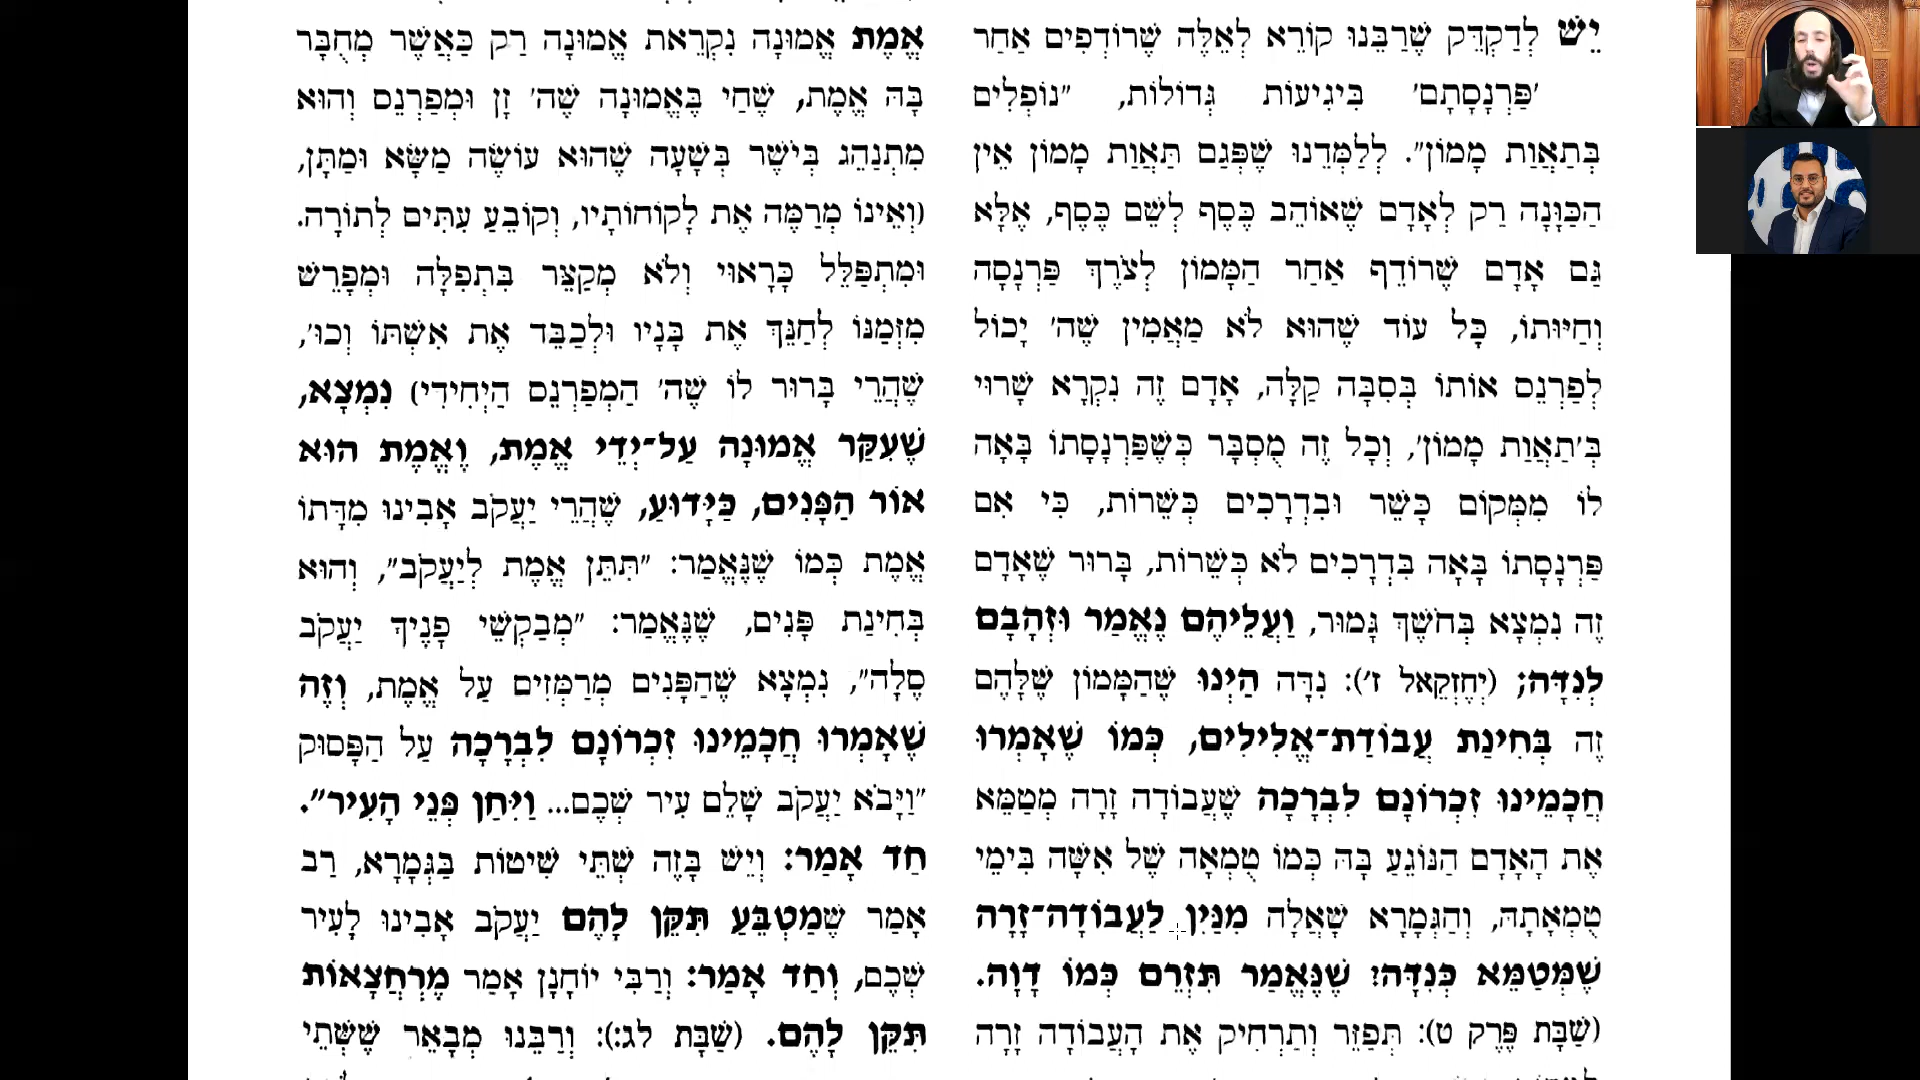 יֵשׁ לְדַקְדֵּק שֶׁרַבֵּנוּ קוֹרֵא לְאֵלֶּה שֶׁרוֹדְפִים אַחַר
'פַּרְנָסָתָם' בִּיגִיעוֹת גְּדוֹלוֹת, "נוֹפְלִים
בְּתַאֲוַת מָמוֹן". לְלַמְּדֵנוּ שֶׁפְּגַם תַּאֲוַת מָמוֹן אֵין
הַכַּוָּנָה רַק לְאָדָם שֶׁאוֹהֵב כֶּסֶף לְשֵׁם כֶּסֶף, אֶלָּא
גַּם אָדָם שֶׁרוֹדֵף אַחַר הַמָּמוֹן לְצֹרֶךְ פַּרְנָסָה
וְחַיּוּתוֹ, כָּל עוֹד שֶׁהוּא לֹא מַאֲמִין שֶׁה' יָכוֹל
לְפַרְנֵס אוֹתוֹ בְּסִבָּה קַלָּה, אָדָם זֶה נִקְרָא שָׁרוּי
בְּ'תַאֲוַת מָמוֹן', וְכָל זֶה מְסֻבָּר כְּשֶׁפַּרְנָסָתוֹ בָּאָה
לוֹ מִמְּקוֹם כָּשֵׁר וּבִדְרָכִים כְּשֵׁרוֹת, כִּי אִם
פַּרְנָסָתוֹ בָּאָה בִּדְרָכִים לֹא כְּשֵׁרוֹת, בָּרוּר שֶׁאָדָם
זֶה נִמְצָא בְּחֹשֶׁךְ גָּמוּר, וַעֲלֵיהֶם נֶאֱמַר וּזְהָבָם
לְנִדָּה; (יְחֶזְקֵאל ז'): נִדָּה הַיְנוּ שֶׁהַמָּמוֹן שֶׁלָּהֶם
זֶה בְּחִינַת עֲבוֹדַת־אֱלִילִים, כְּמוֹ שֶׁאָמְרוּ
חֲכָמֵינוּ זִכְרוֹנָם לִבְרָכָה שֶׁעֲבוֹדָה זָרָה מְטַמֵּא
אֶת הָאָדָם הַנּוֹגֵעַ בָּהּ כְּמוֹ טֻמְאָה שֶׁל אִשָּׁה בִּימֵי
טֻמְאָתָהּ, וְהַגְּמָרָא שָׁאֲלָה מִנַּיִן לַעֲבוֹדָה־זָרָה
שֶׁמְּטַמֵּא כְּנִדָּה? שֶׁנֶּאֱמַר תִּזְרֵם כְּמוֹ דָוָה.
(שַׁבָּת פֶּרֶק ט): תְּפַזֵּר וְתַרְחִיק אֶת הָעֲבוֹדָה זָרָה
אֱמֶת אֱמוּנָה נִקְרֵאת אֱמוּנָה רַק כַּאֲשֶׁר מְחֻבָּר
בָּהּ אֱמֶת, שֶׁחַי בֶּאֱמוּנָה שֶׁה' זָן וּמְפַרְנֵס וְהוּא
מִתְנַהֵג בְּיֹשֶׁר בְּשָׁעָה שֶׁהוּא עוֹשֶׂה מַשָּׂא וּמַתָּן,
(וְאֵינוֹ מְרַמֶּה אֶת לָקוֹחוֹתָיו, וְקוֹבֵעַ עִתִּים לְתוֹרָה.
וּמִתְפַּלֵּל כָּרָאוּי וְלֹא מְקַצֵּר בִּתְפִלָּה וּמַפְרִישׁ
מִזְּמַנּוֹ לְחַנֵּךְ אֶת בָּנָיו וּלְכַבֵּד אֶת אִשְׁתּוֹ וְכוּ',
שֶׁהֲרֵי בָּרוּר לוֹ שֶׁה' הַמְפַרְנֵס הַיְחִידִי) נִמְצָא,
שֶׁעִקַּר אֱמוּנָה עַל־יְדֵי אֱמֶת, וֶאֱמֶת הוּא
אוֹר הַפָּנִים, כַּיָּדוּעַ, שֶׁהֲרֵי יַעֲקֹב אָבִינוּ מִדָּתוֹ
אֱמֶת כְּמוֹ שֶׁנֶּאֱמַר: "תִּתֵּן אֱמֶת לְיַעֲקֹב", וְהוּא
בְּחִינַת פָּנִים, שֶׁנֶּאֱמַר: "מְבַקְשֵׁי פָנֶיךָ יַעֲקֹב
סֶלָה", נִמְצָא שֶׁהַפָּנִים מְרַמְּזִים עַל אֱמֶת, וְזֶה
שֶׁאָמְרוּ חֲכָמֵינוּ זִכְרוֹנָם לִבְרָכָה עַל הַפָּסוּק
"וַיָּבֹא יַעֲקֹב שָׁלֵם עִיר שְׁכֶם... וַיִּחַן פְּנֵי הָעִיר".
חַד אָמַר: וְיֵשׁ בָּזֶה שְׁתֵּי שִׁיטוֹת בַּגְּמָרָא, רַב
אָמַר שֶׁמַּטְבֵּעַ תִּקֵּן לָהֶם יַעֲקֹב אָבִינוּ לָעִיר
שְׁכֶם, וְחַד אָמַר: וְרַבִּי יוֹחָנָן אָמַר מֶרְחֲצָאוֹת
תִּקֵּן לָהֶם. (שַׁבָּת לג:): וְרַבֵּנוּ מְבָאֵר שֶׁשְּׁתֵּי